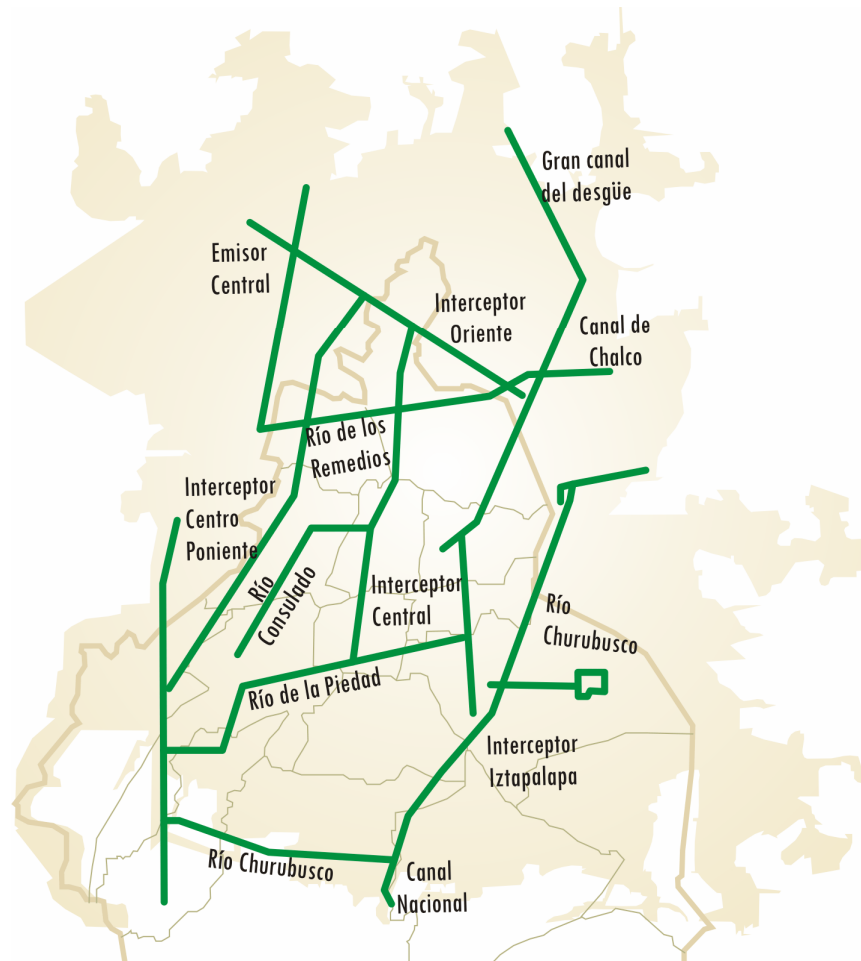 Gran canal
del desgüe
Emisor
Central
Interceptor
Oriente
Canal de
Chalco
Río de los
Remedios
Interceptor
Centro
Poniente
Río
Consulado
Interceptor
Central
Río
Churubusco
Río de la Piedad
Interceptor
Iztapalapa
Río Churubusco
Canal
Nacional